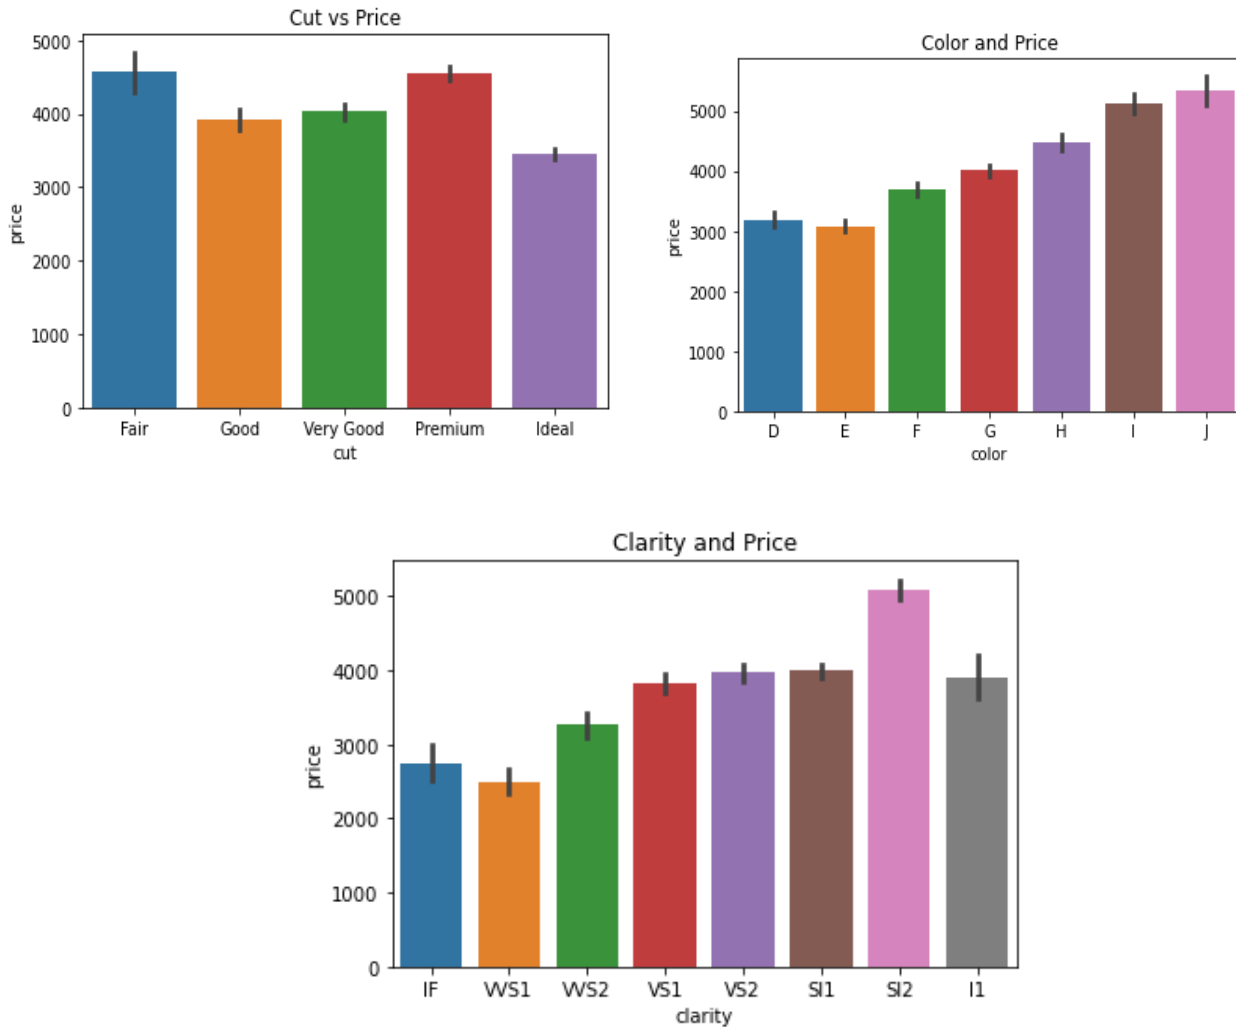 Cut vs Price
5000
4000
3000
2000
1000
0
price
Fair Good Very Good Premium Ideal
cut
Color and Price
5000
4000
3000
2000
1000
0
price
D E F G H I J
color
Clarity and Price
5000
4000
3000
2000
1000
0
price
IF VVS1 VVS2 VS1 VS2 SI1 SI2 I1
clarity